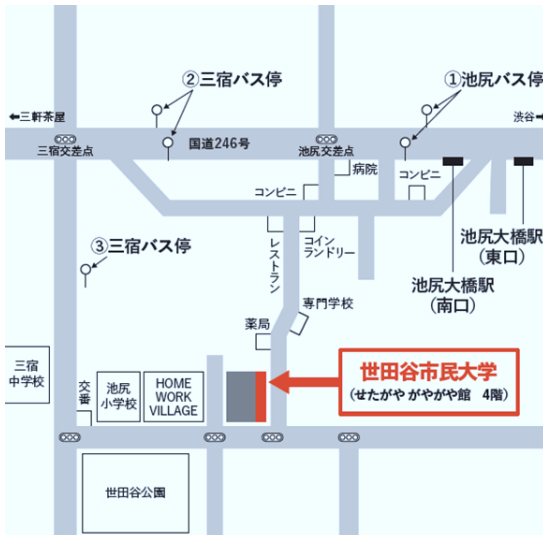 ②三宿バス停
①池尻バス停
⬅三軒茶屋
渋谷➡
国道246号
三宿交差点
池尻交差点
病院
コンビニ
コンビニ
③三宿バス停
レストラン
コイン
ランドリー
池尻大橋駅
(東口)
池尻大橋駅
(南口)
専門学校
薬局
三宿
中学校
交番
池尻
小学校
HOME
WORK
VILLAGE
世田谷市民大学
(せたがや がやがや館 4階)
世田谷公園